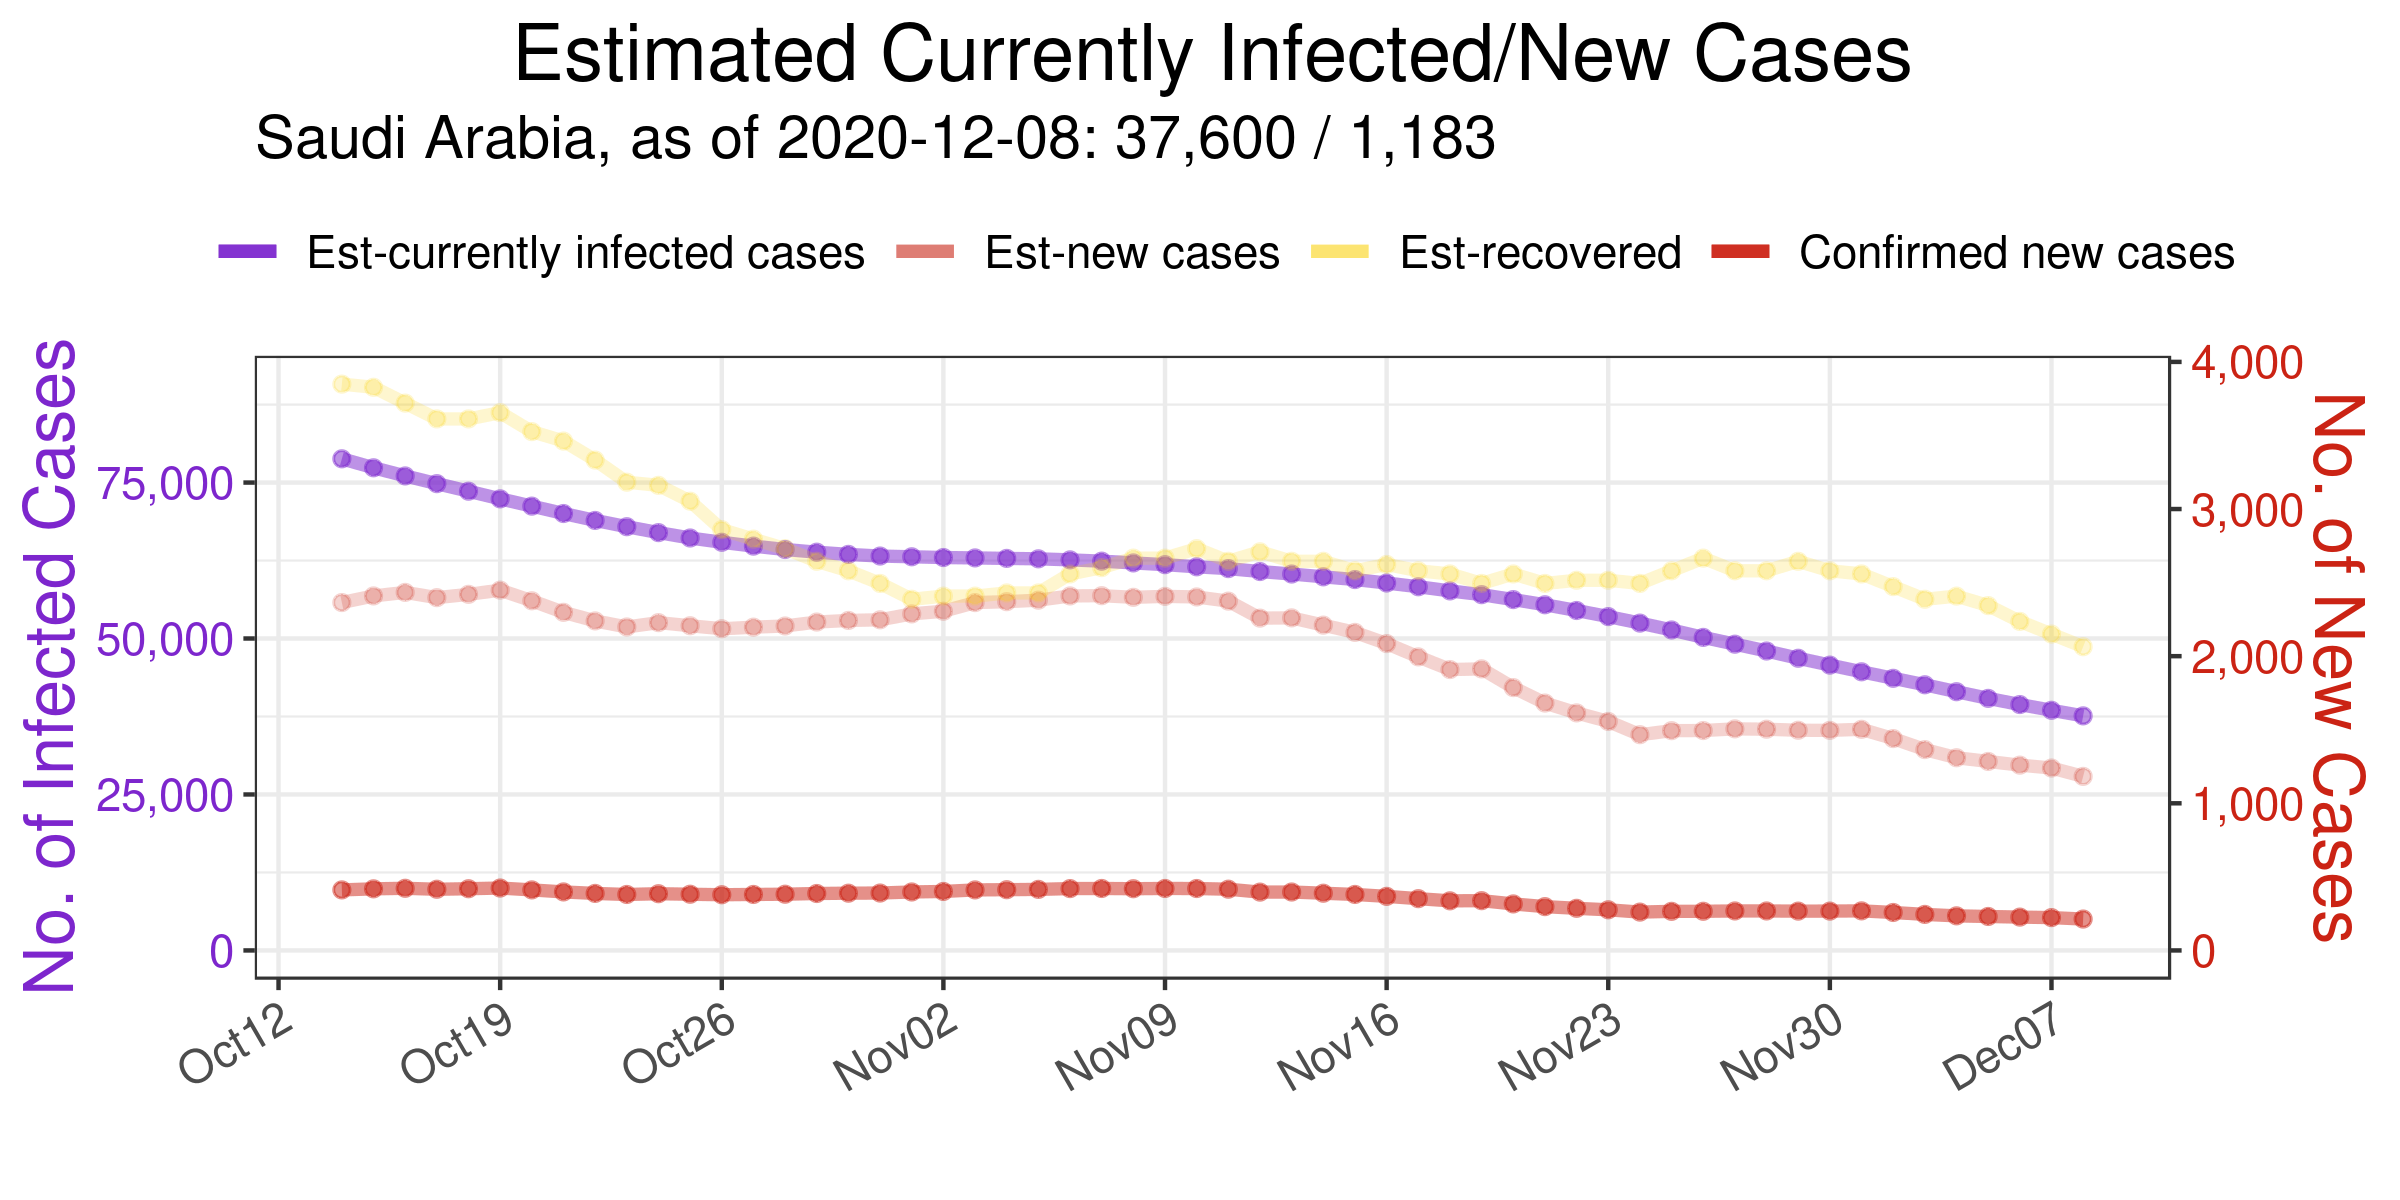 Estimated Currently Infected/New Cases
Saudi Arabia, as of 2020-12-08: 37,600 / 1,183
Est-currently infected cases Est-new cases Est-recovered Confirmed new cases
No. of Infected Cases
75,000
50,000
25,000
0
4,000
3,000
2,000
1,000
0
No. of New Cases
Oct12 Oct19 Oct26 Nov02 Nov09 Nov16 Nov23 Nov30 Dec07